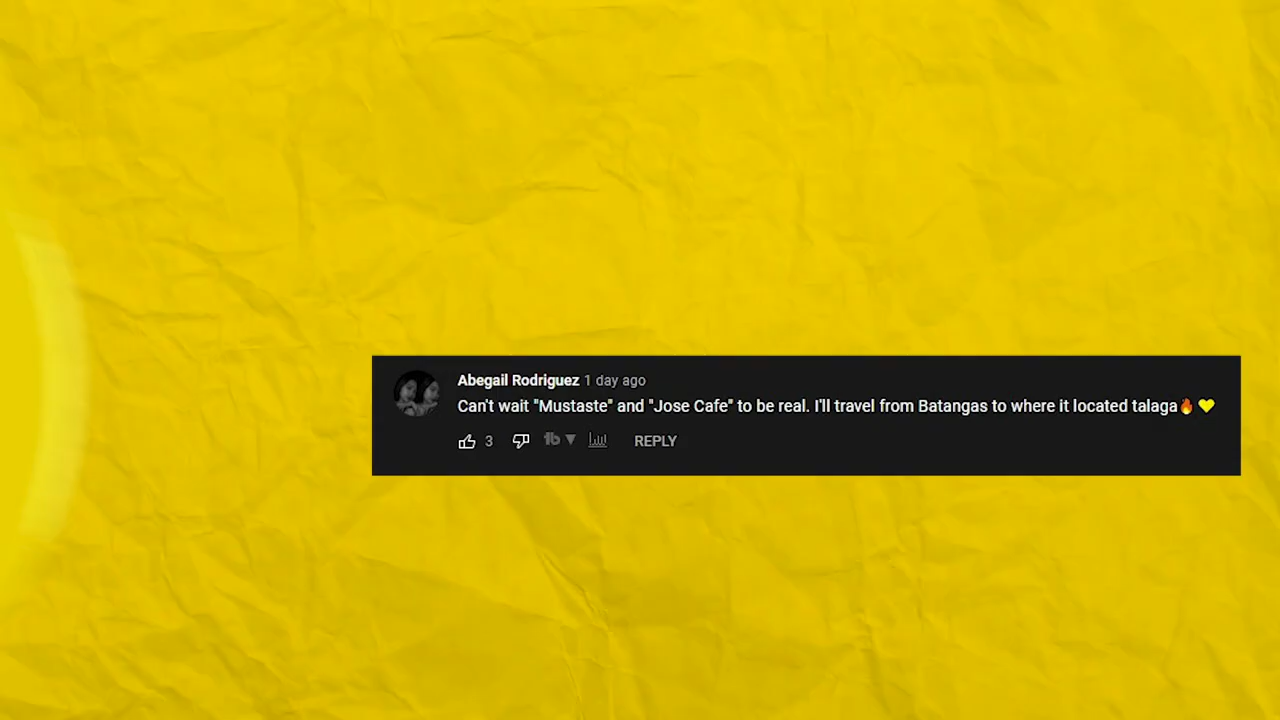 Abegail Rodriguez 1 day ago
Can't wait "Mustaste" and "Jose Cafe" to be real. I'll travel from Batangas to where it located talaga🔥💛
3 REPLY